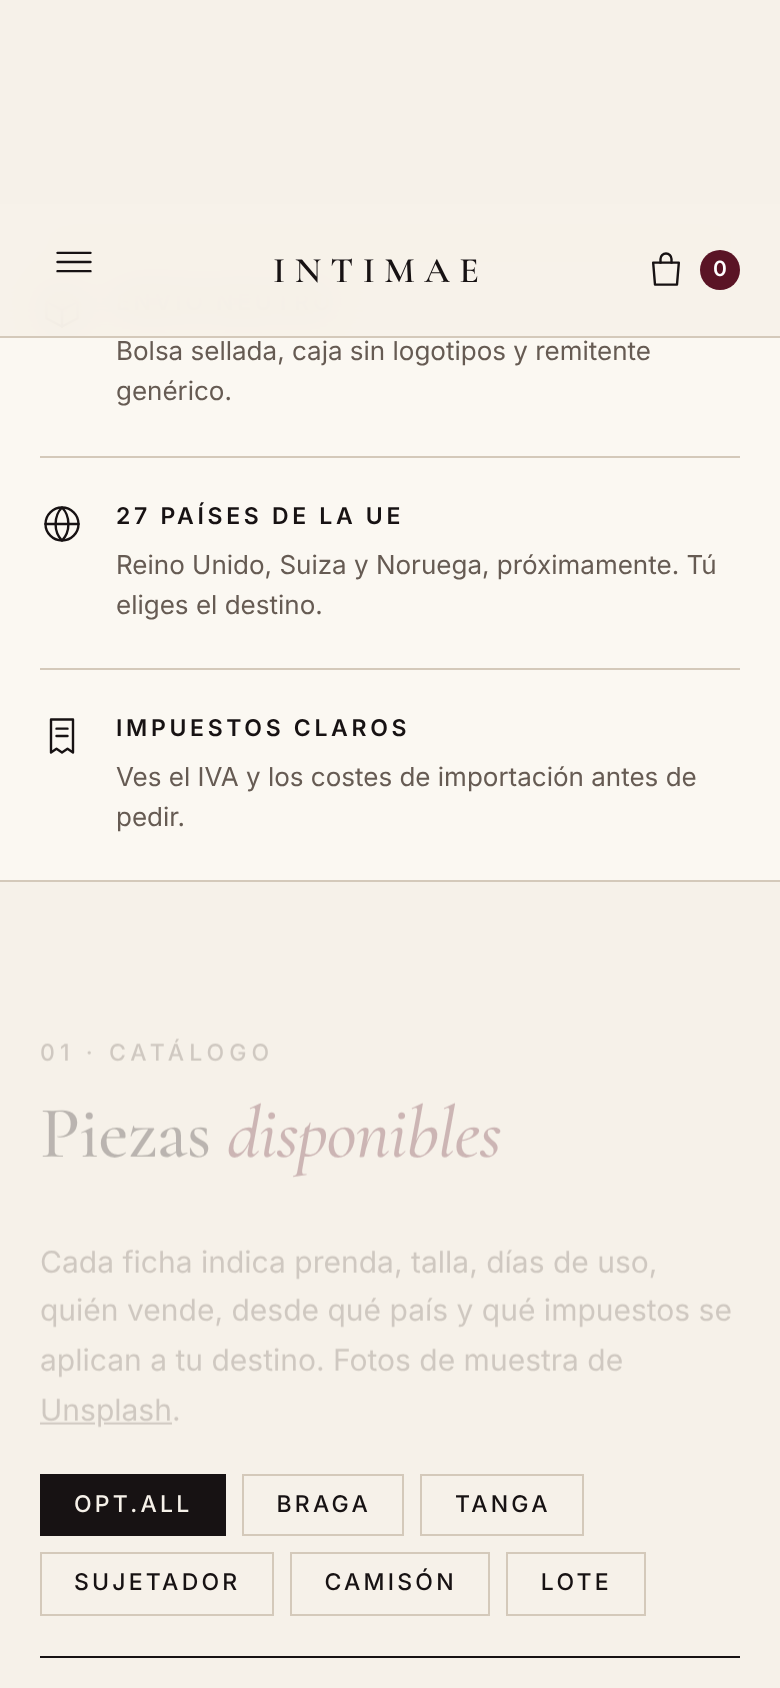 INTIMAE
0
Bolsa sellada, caja sin logotipos y remitente
genérico.
27 PAÍSES DE LA UE
Reino Unido, Suiza y Noruega, próximamente. Tú
eliges el destino.
IMPUESTOS CLAROS
Ves el IVA y los costes de importación antes de
pedir.
01 · CATÁLOGO
Piezas disponibles
Cada ficha indica prenda, talla, días de uso,
quién vende, desde qué país y qué impuestos se
aplican a tu destino. Fotos de muestra de
Unsplash.
OPT.ALL BRAGA TANGA
SUJETADOR CAMISÓN LOTE